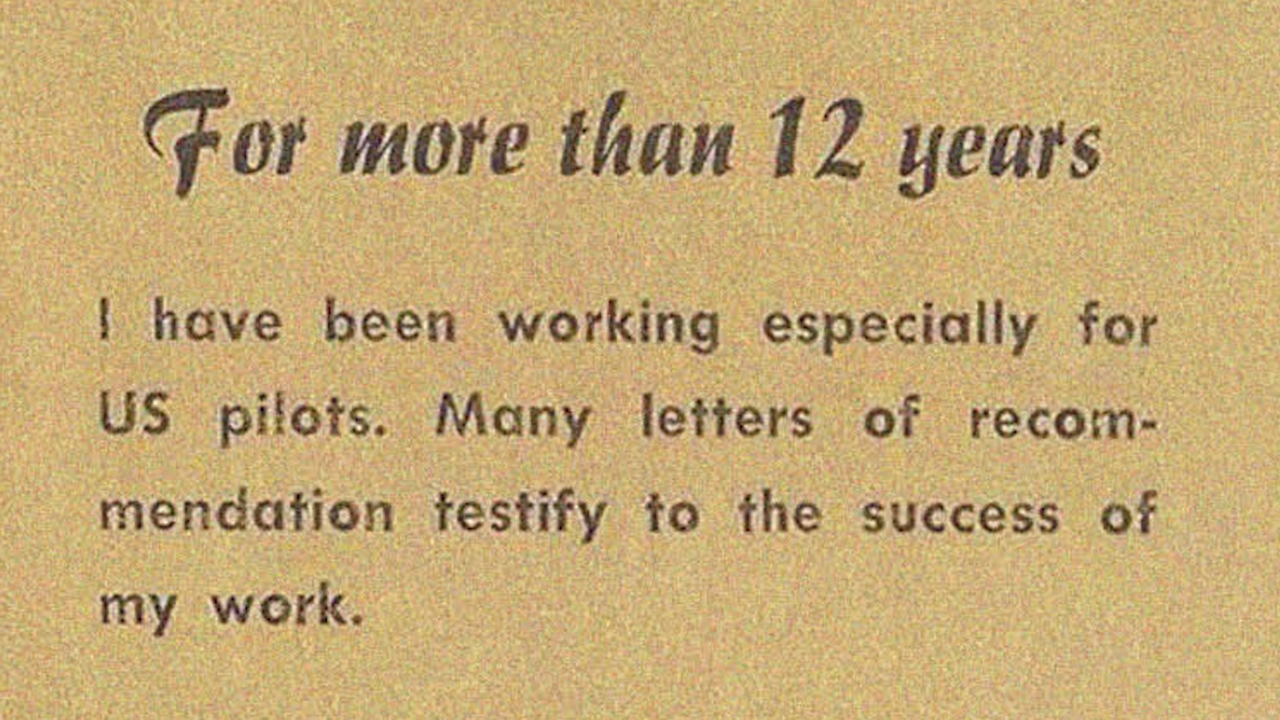 For more than 12 years
I have been working especially for
US pilots. Many letters of recom-
mendation testify to the success of
my work.